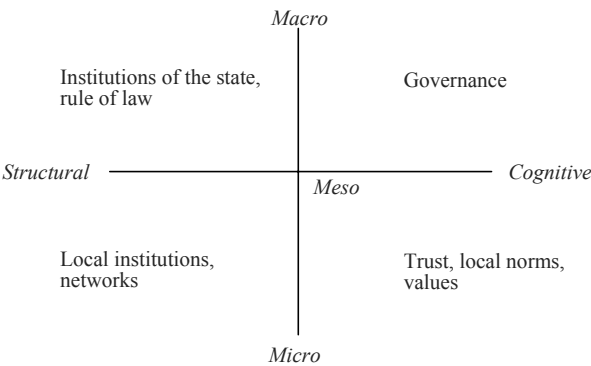 Macro
Institutions of the state,
rule of law
Governance
Structural
Cognitive
Meso
Local institutions,
networks
Trust, local norms,
values
Micro